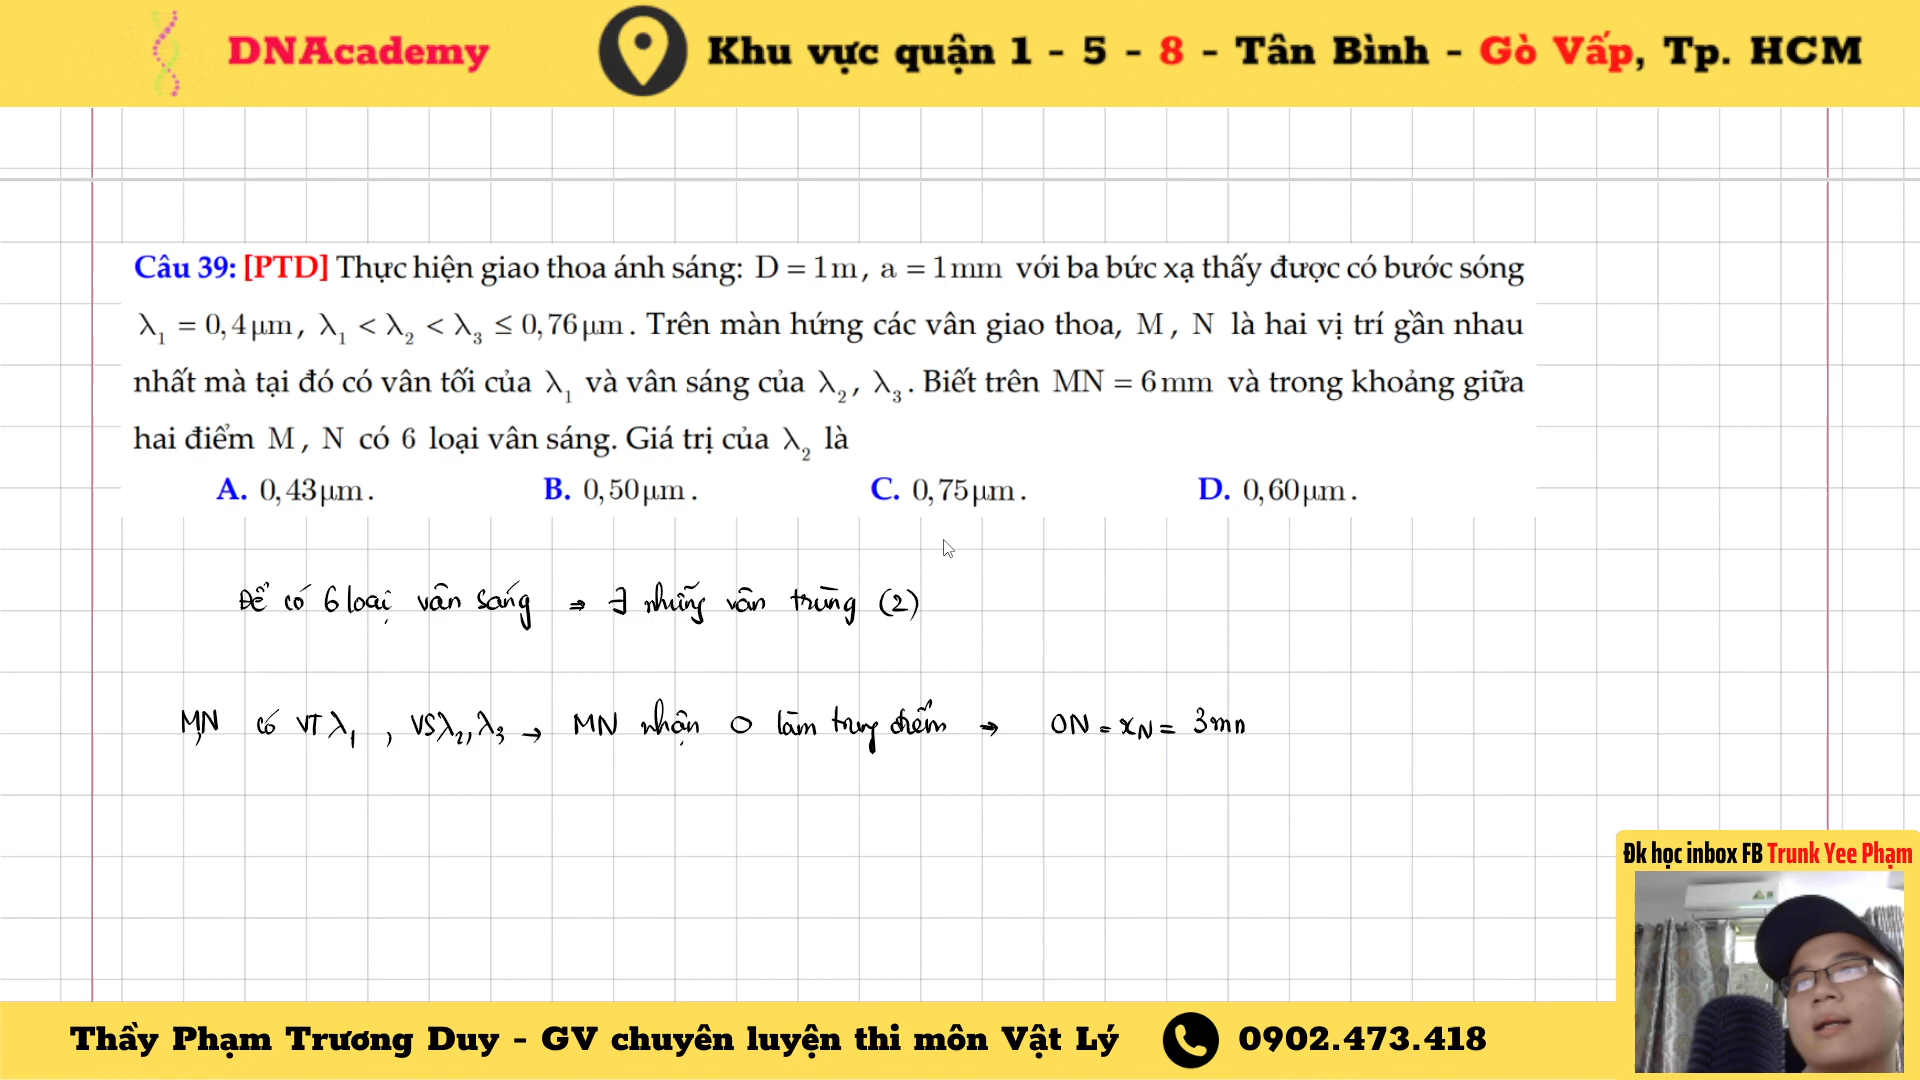 DNAcademy
Khu vực quận 1 - 5 - 8 - Tân Bình - Gò Vấp, Tp. HCM
Câu 39: [PTD] Thực hiện giao thoa ánh sáng: D = 1m, a = 1mm với ba bức xạ thấy được có bước sóng
λ₁ = 0,4μm, λ₁ < λ₂ < λ₃ ≤ 0,76μm. Trên màn hứng các vân giao thoa, M, N là hai vị trí gần nhau
nhất mà tại đó có vân tối của λ₁ và vân sáng của λ₂, λ₃. Biết trên MN = 6mm và trong khoảng giữa
hai điểm M, N có 6 loại vân sáng. Giá trị của λ₂ là
A. 0,43μm. B. 0,50μm. C. 0,75μm. D. 0,60μm.
Để có 6 loại vân sáng ⇒ ∃ những vân trùng (2)
M,N có VT λ₁, VS λ₂, λ₃ → MN nhận O làm trung điểm → ON = x_N = 3mm
Đk học inbox FB Trunk Yee Phạm
Thầy Phạm Trương Duy - GV chuyên luyện thi môn Vật Lý 0902.473.418